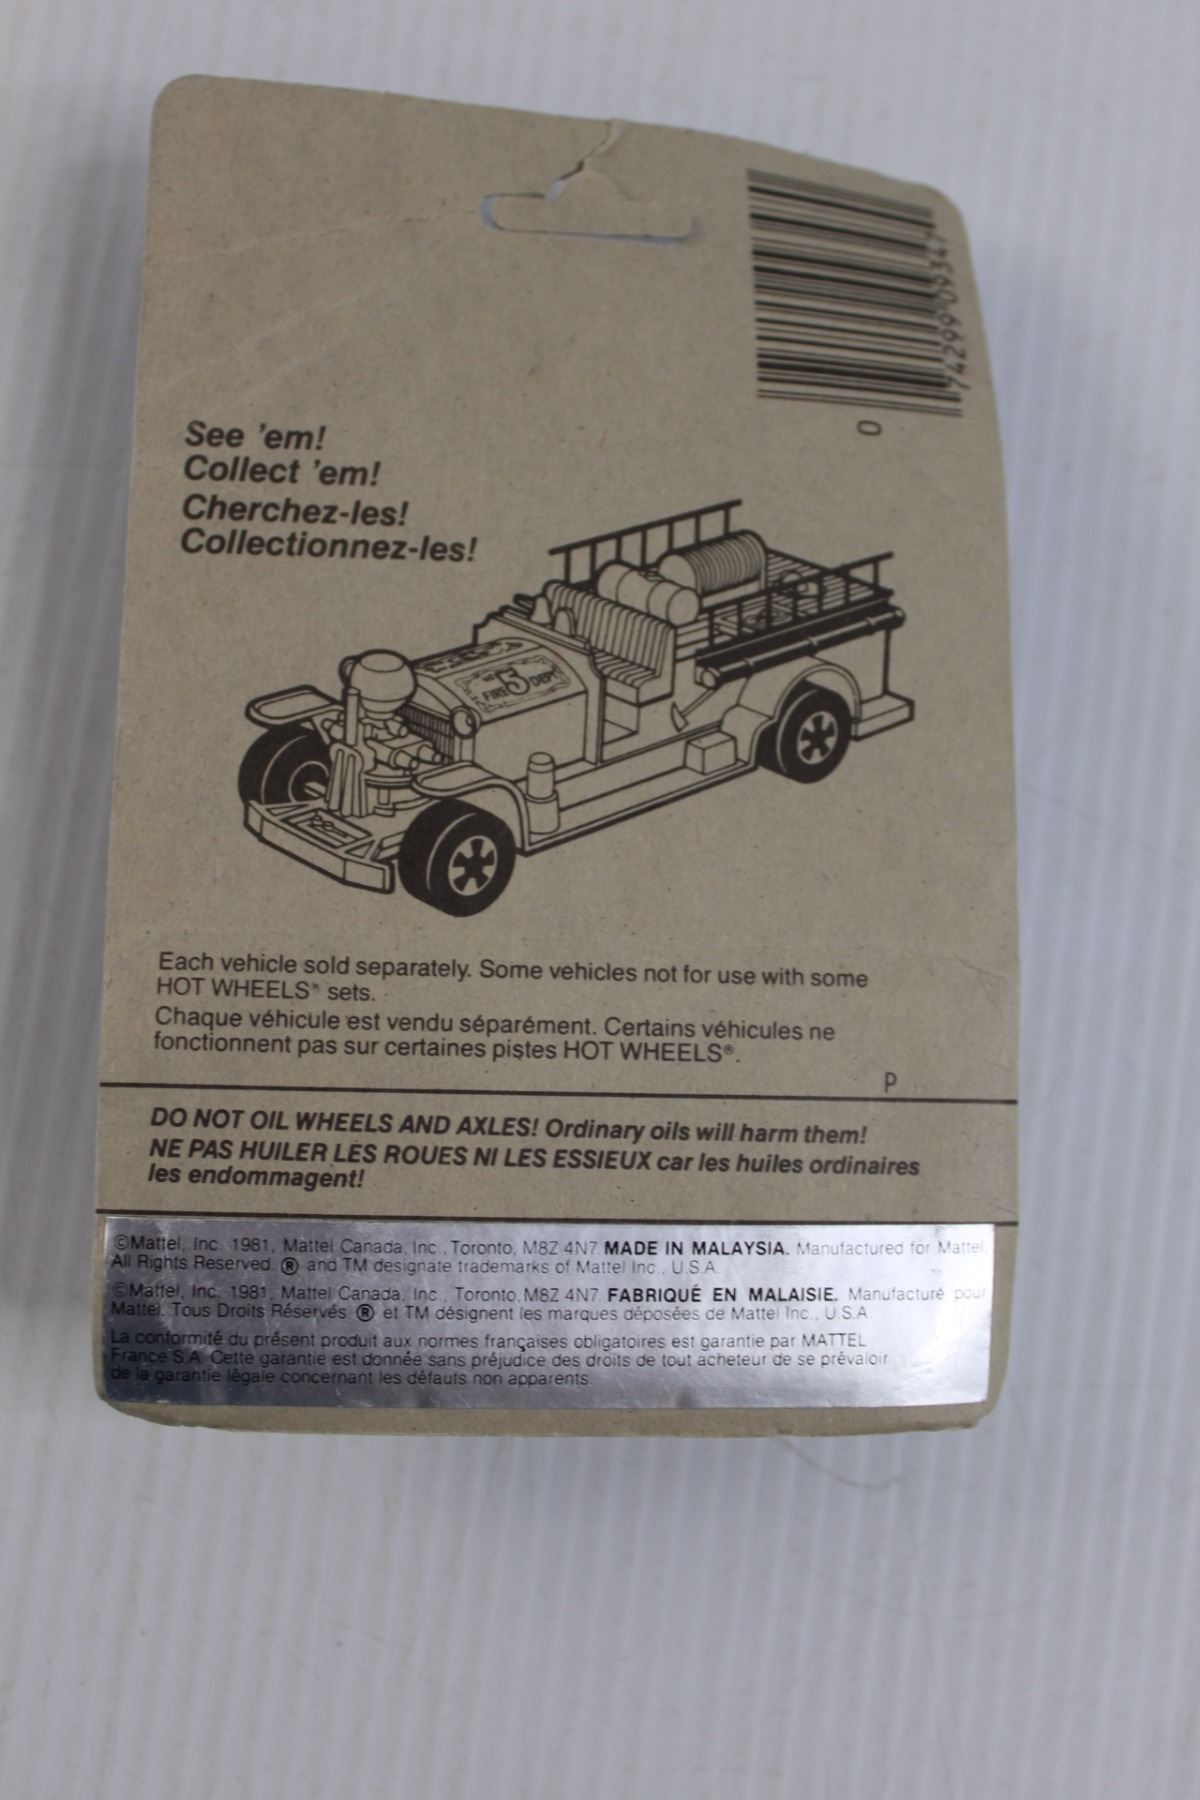 74299 09347
0
See 'em!
Collect 'em!
Cherchez-les!
Collectionnez-les!
5
FIRE DEPT
Each vehicle sold separately. Some vehicles not for use with some
HOT WHEELS® sets.
Chaque véhicule est vendu séparément. Certains véhicules ne
fonctionnent pas sur certaines pistes HOT WHEELS®.
P
DO NOT OIL WHEELS AND AXLES! Ordinary oils will harm them!
NE PAS HUILER LES ROUES NI LES ESSIEUX car les huiles ordinaires
les endommagent!
©Mattel, Inc. 1981, Mattel Canada, Inc., Toronto, M8Z 4N7. MADE IN MALAYSIA. Manufactured for Mattel.
All Rights Reserved. ® and TM designate trademarks of Mattel Inc., U.S.A.
©Mattel, Inc. 1981, Mattel Canada, Inc., Toronto, M8Z 4N7. FABRIQUÉ EN MALAISIE. Manufacturé pour
Mattel. Tous Droits Réservés. ® et TM désignent les marques déposées de Mattel Inc., U.S.A.
La conformité du présent produit aux normes françaises obligatoires est garantie par MATTEL
France S.A. Cette garantie est donnée sans préjudice des droits de tout acheteur de se prévaloir
de la garantie légale concernant les défauts non apparents.